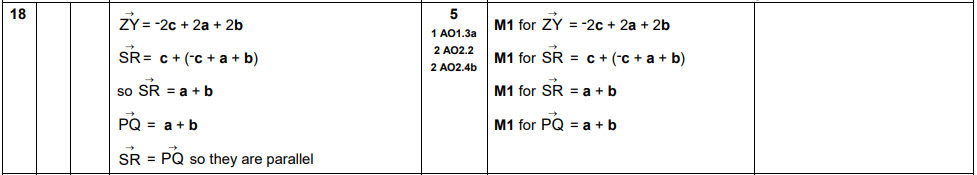 18
→ZY = -2c + 2a + 2b
→SR = c + (-c + a + b)
so →SR = a + b
→PQ = a + b
→SR = →PQ so they are parallel
5
1 AO1.3a
2 AO2.2
2 AO2.4b
M1 for →ZY = -2c + 2a + 2b
M1 for →SR = c + (-c + a + b)
M1 for →SR = a + b
M1 for →PQ = a + b